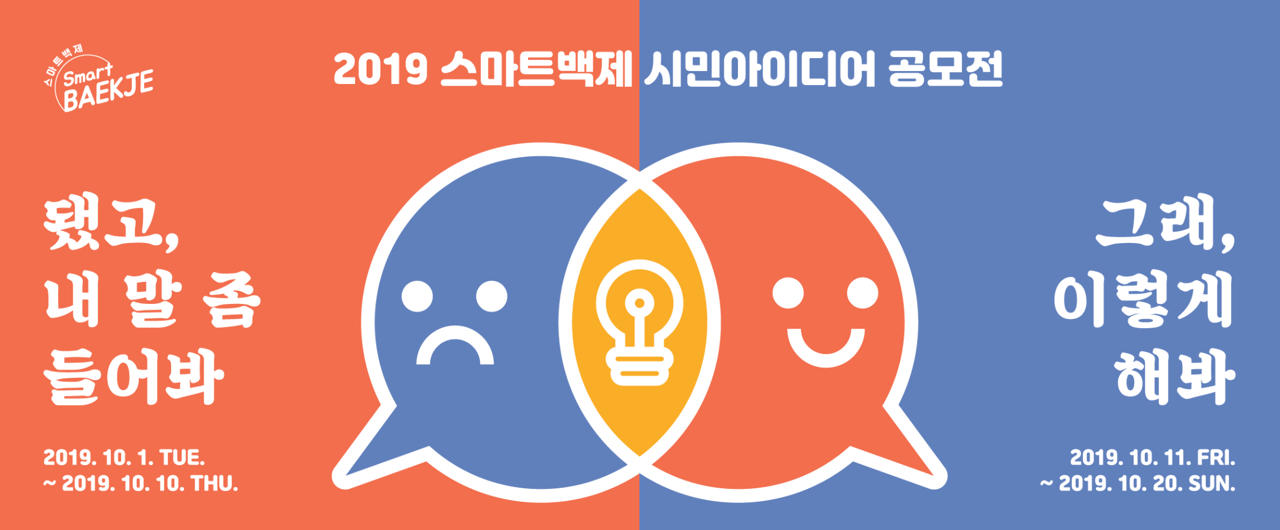 스마트백제
Smart
BAEKJE
2019 스마트백제 시민아이디어 공모전
됐고,
내 말 좀
들어봐
2019. 10. 1. TUE.
~ 2019. 10. 10. THU.
그래,
이렇게
해봐
2019. 10. 11. FRI.
~ 2019. 10. 20. SUN.